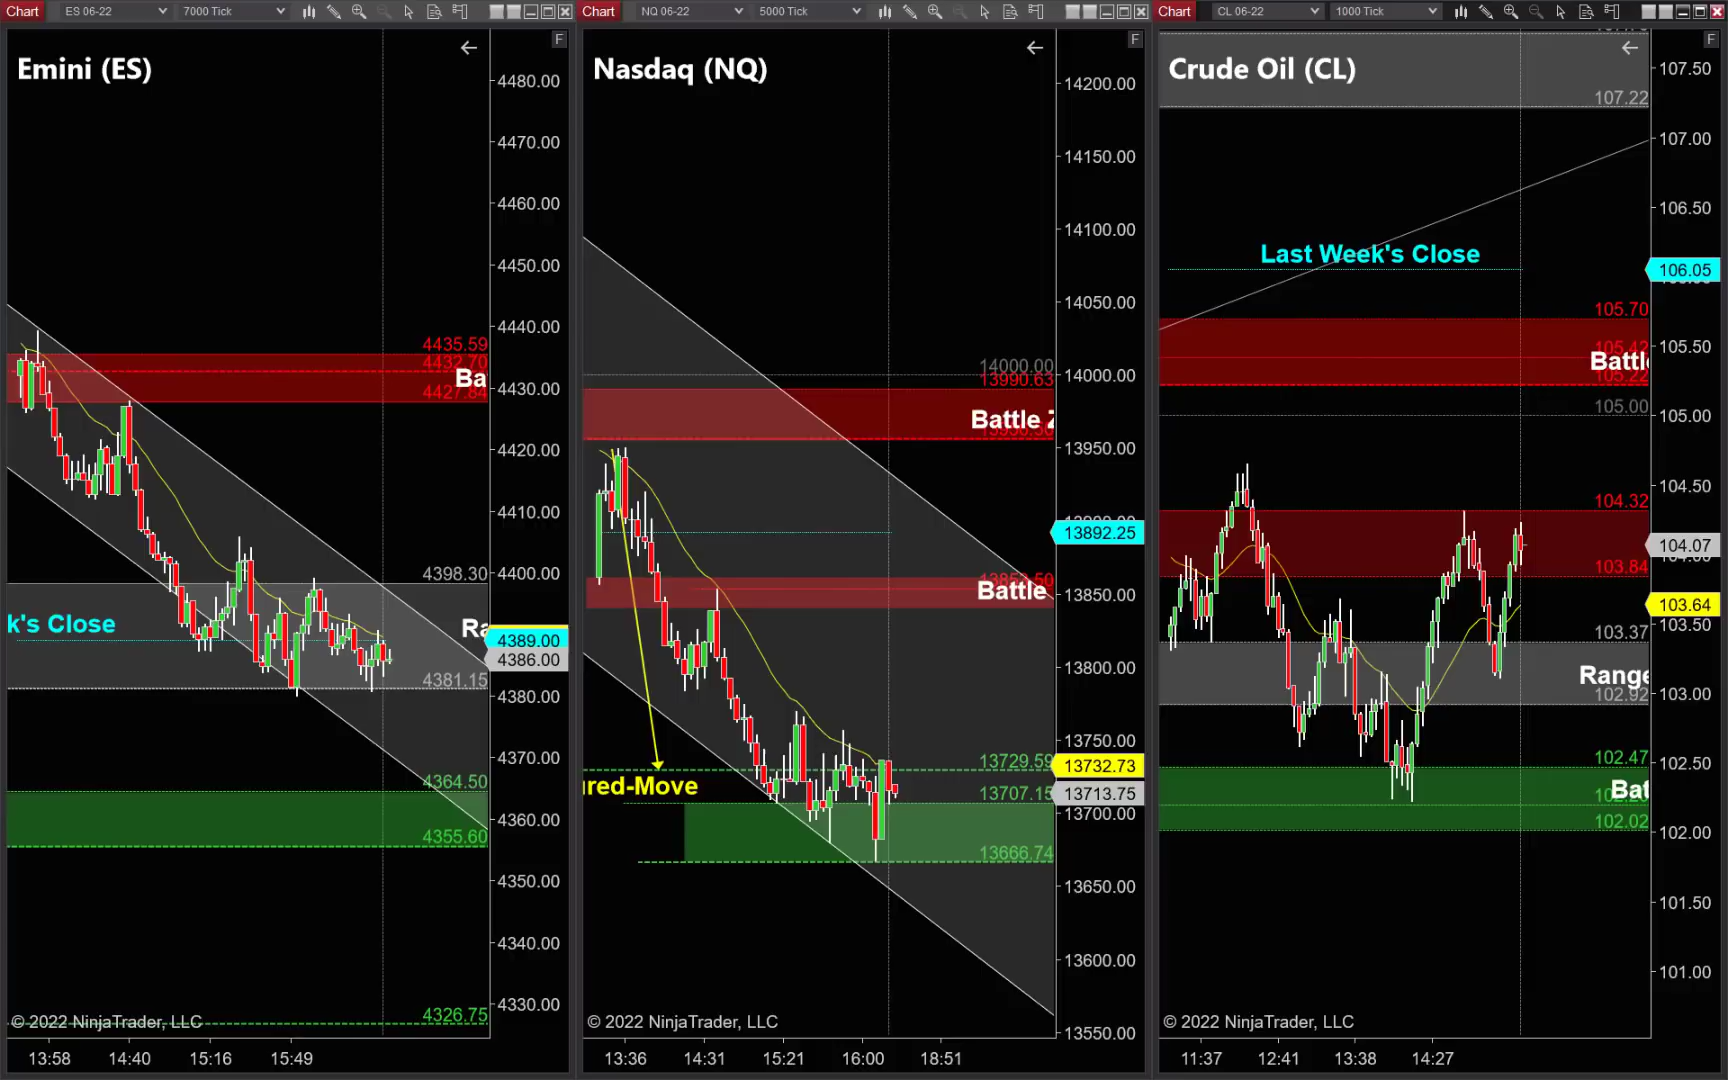 Chart ES 06-22 7000 Tick
Emini (ES)
F
4480.00
4470.00
4460.00
4450.00
4440.00
4435.59
4432.70
4430.00
Ba
4427.84
4420.00
4410.00
4400.00
4398.30
k's Close
Ra
4389.00
4386.00
4381.15
4380.00
4370.00
4364.50
4360.00
4355.60
4350.00
4340.00
4330.00
4326.75
© 2022 NinjaTrader, LLC
13:58 14:40 15:16 15:49
Chart NQ 06-22 5000 Tick
Nasdaq (NQ)
F
14200.00
14150.00
14100.00
14050.00
14000.00
14000.00
13990.63
Battle Z
13950.00
13892.25
Battle
13850.00
13800.00
13750.00
13729.59
13732.73
red-Move
13707.15
13713.75
13700.00
13666.74
13650.00
13600.00
13550.00
© 2022 NinjaTrader, LLC
13:36 14:31 15:21 16:00 18:51
Chart CL 06-22 1000 Tick
Crude Oil (CL)
F
107.50
107.22
107.00
106.50
Last Week's Close
106.05
105.70
105.50
105.42
Battle
105.22
105.00
105.00
104.50
104.32
104.07
103.84
103.64
103.50
103.37
Range
103.00
102.92
102.50
102.47
Bat
102.02
102.00
101.50
101.00
© 2022 NinjaTrader, LLC
11:37 12:41 13:38 14:27